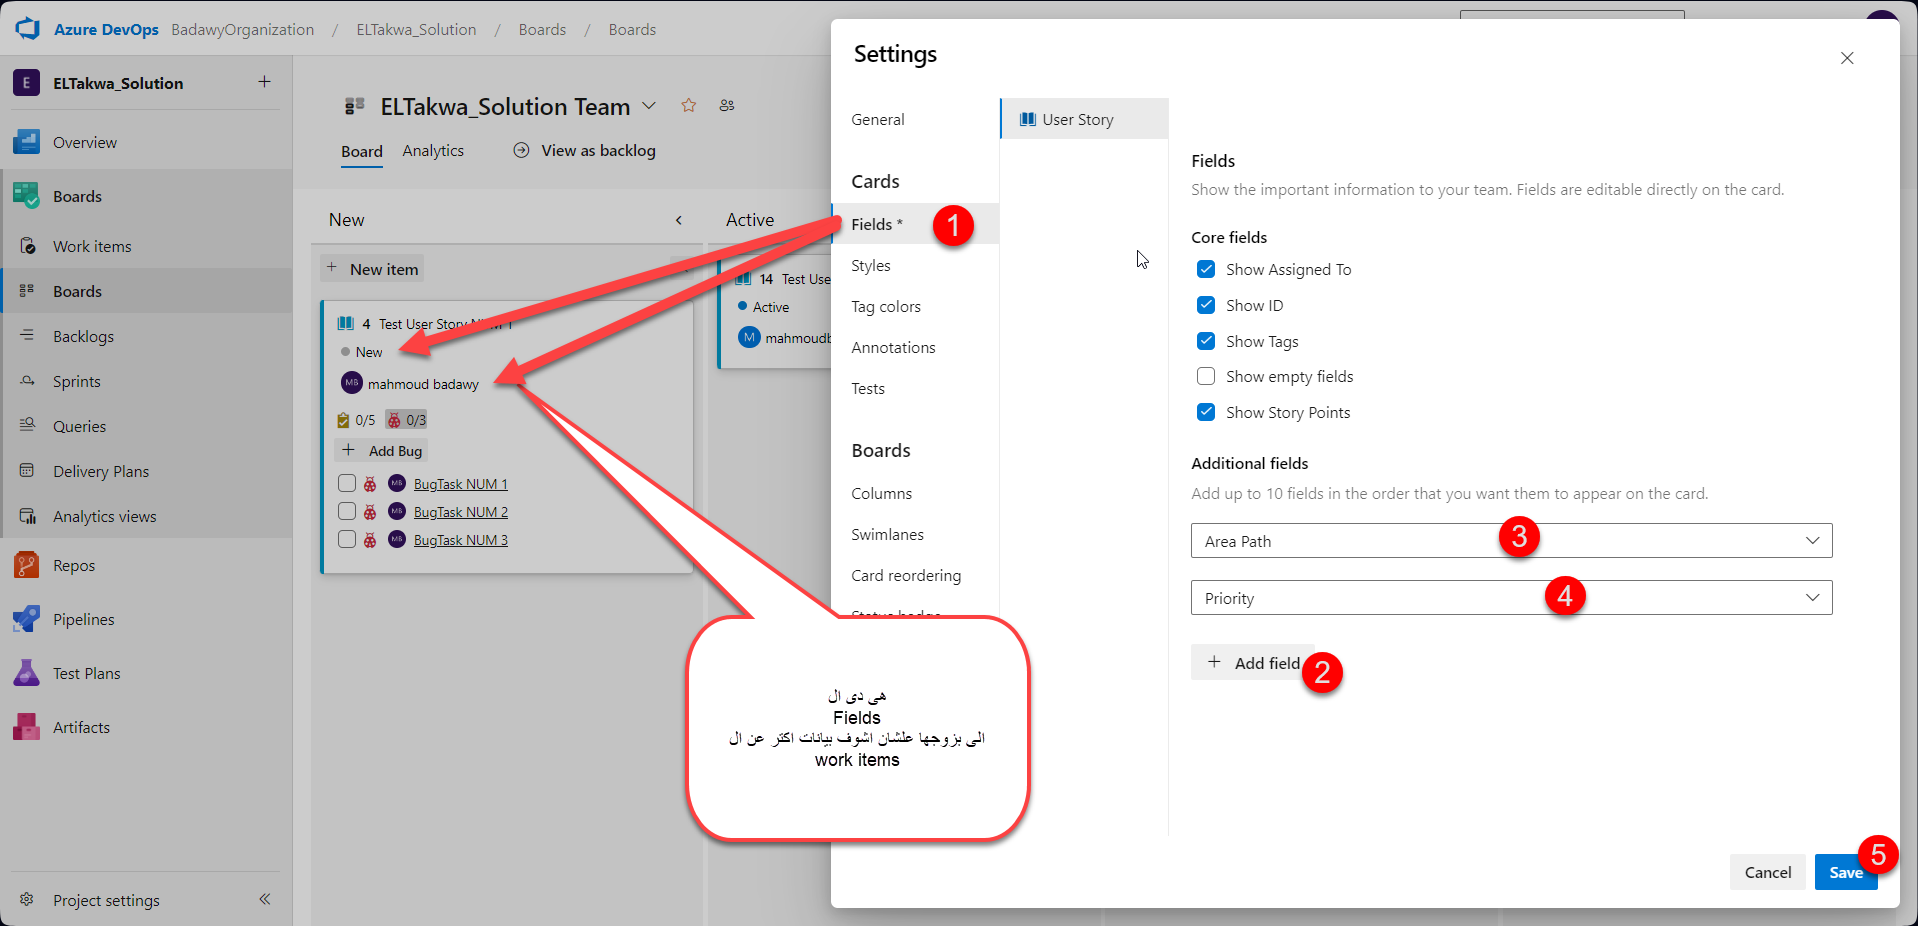 Azure DevOps BadawyOrganization / ELTakwa_Solution / Boards / Boards
E ELTakwa_Solution
Overview
Boards
Work items
Boards
Backlogs
Sprints
Queries
Delivery Plans
Analytics views
Repos
Pipelines
Test Plans
Artifacts
Project settings
ELTakwa_Solution Team
Board Analytics View as backlog
New
New item
4 Test User Story NUM 1
New
MB mahmoud badawy
0/5 0/3
Add Bug
MB BugTask NUM 1
MB BugTask NUM 2
MB BugTask NUM 3
Active
14 Test Use
Active
M mahmoudb
Settings
General
Cards
Fields * 1
Styles
Tag colors
Annotations
Tests
Boards
Columns
Swimlanes
Card reordering
Status badge
User Story
Fields
Show the important information to your team. Fields are editable directly on the card.
Core fields
Show Assigned To
Show ID
Show Tags
Show empty fields
Show Story Points
Additional fields
Add up to 10 fields in the order that you want them to appear on the card.
Area Path 3
Priority 4
Add field 2
هى دى ال
Fields
الى بزوجها علشان اشوف بيانات اكتر عن ال
work items
Cancel Save 5